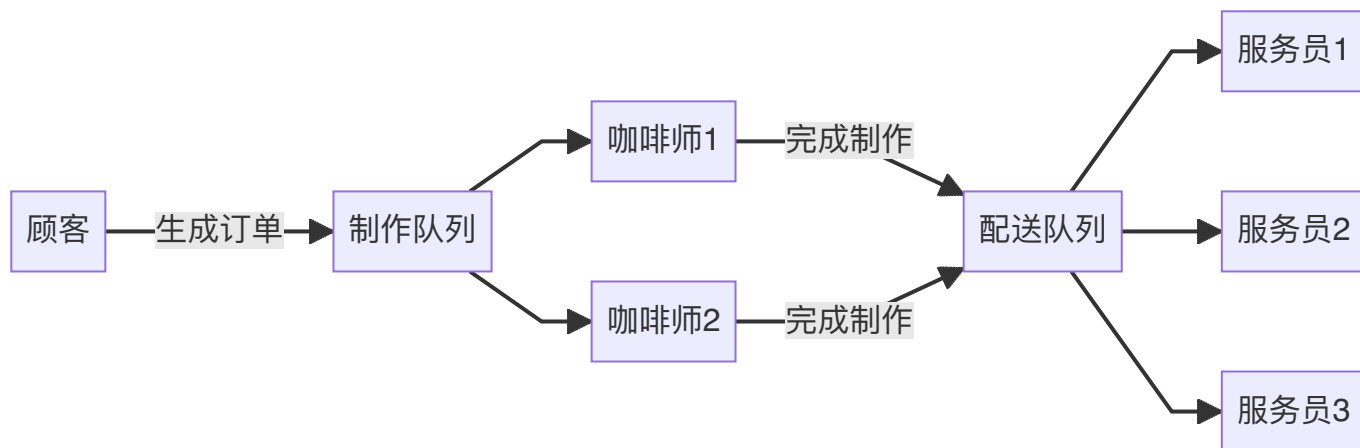 顾客
生成订单
制作队列
咖啡师1
完成制作
咖啡师2
完成制作
配送队列
服务员1
服务员2
服务员3